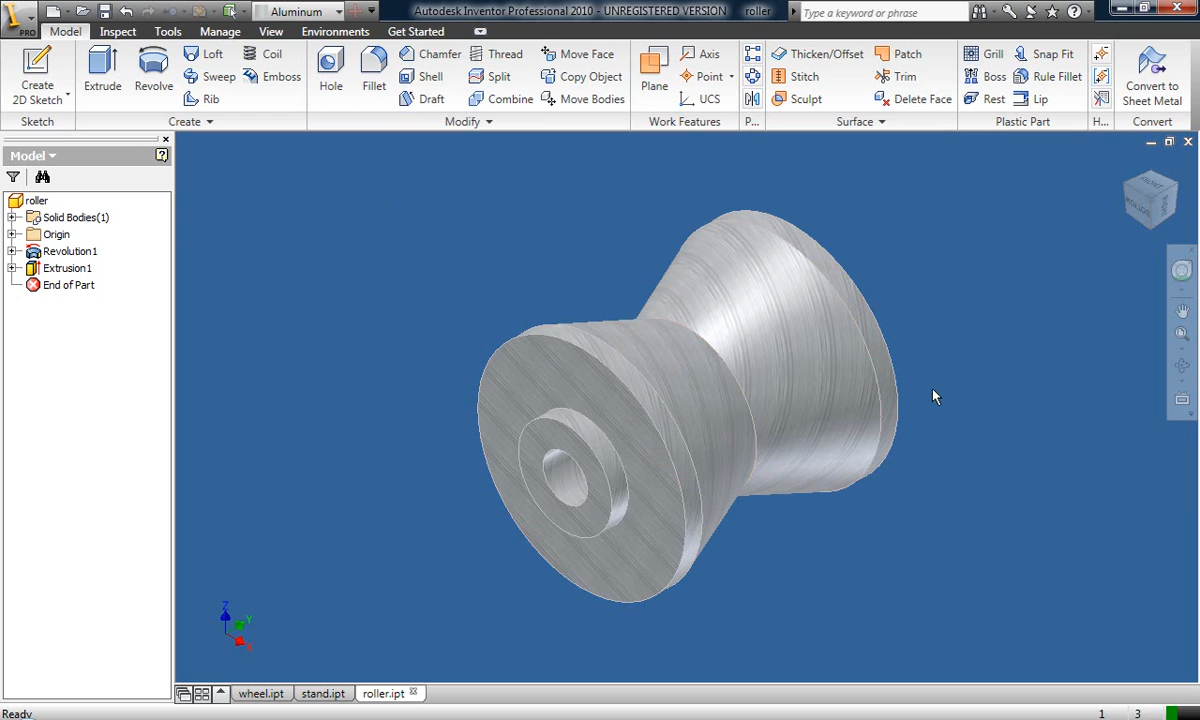 Aluminum
Autodesk Inventor Professional 2010 - UNREGISTERED VERSION roller
Type a keyword or phrase
PRO
Model Inspect Tools Manage View Environments Get Started
Create 2D Sketch
Extrude
Revolve
Loft
Sweep
Rib
Coil
Emboss
Hole
Fillet
Chamfer
Shell
Draft
Thread
Split
Combine
Move Face
Copy Object
Move Bodies
Plane
Axis
Point
UCS
Thicken/Offset
Stitch
Sculpt
Patch
Trim
Delete Face
Grill
Boss
Rest
Snap Fit
Rule Fillet
Lip
Convert to Sheet Metal
Sketch Create Modify Work Features P... Surface Plastic Part H... Convert
Model
roller
Solid Bodies(1)
Origin
Revolution1
Extrusion1
End of Part
FRONT
Z
Y
X
wheel.ipt stand.ipt roller.ipt
Ready 1 3